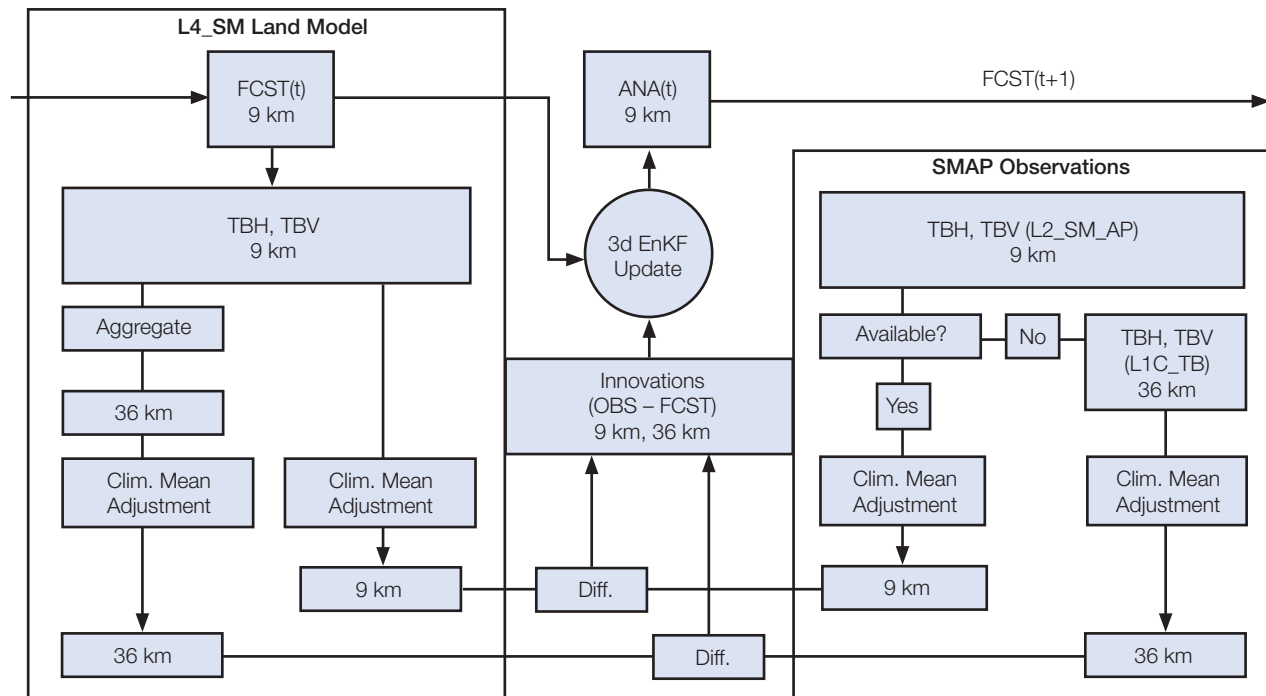 L4_SM Land Model
FCST(t)
9 km
TBH, TBV
9 km
Aggregate
36 km
Clim. Mean
Adjustment
Clim. Mean
Adjustment
9 km
36 km
ANA(t)
9 km
FCST(t+1)
3d EnKF
Update
Innovations
(OBS – FCST)
9 km, 36 km
Diff.
Diff.
SMAP Observations
TBH, TBV (L2_SM_AP)
9 km
Available?
No
TBH, TBV
(L1C_TB)
36 km
Yes
Clim. Mean
Adjustment
Clim. Mean
Adjustment
9 km
36 km